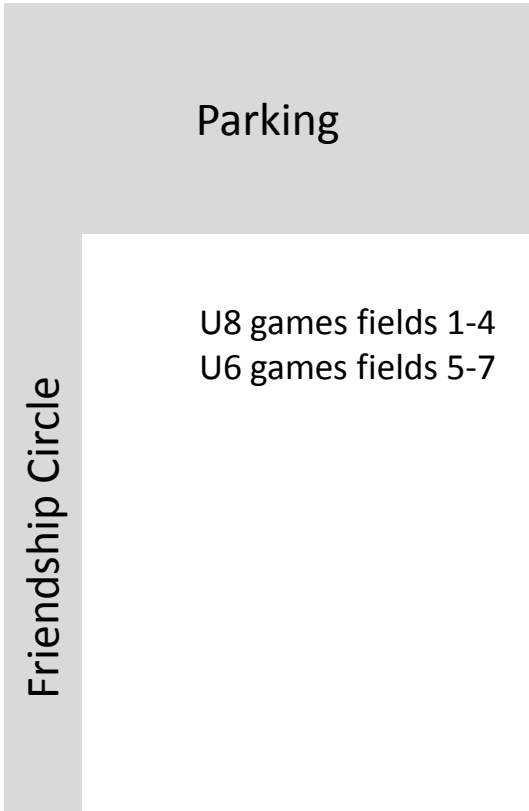 Parking
U8 games fields 1-4
U6 games fields 5-7
Friendship Circle